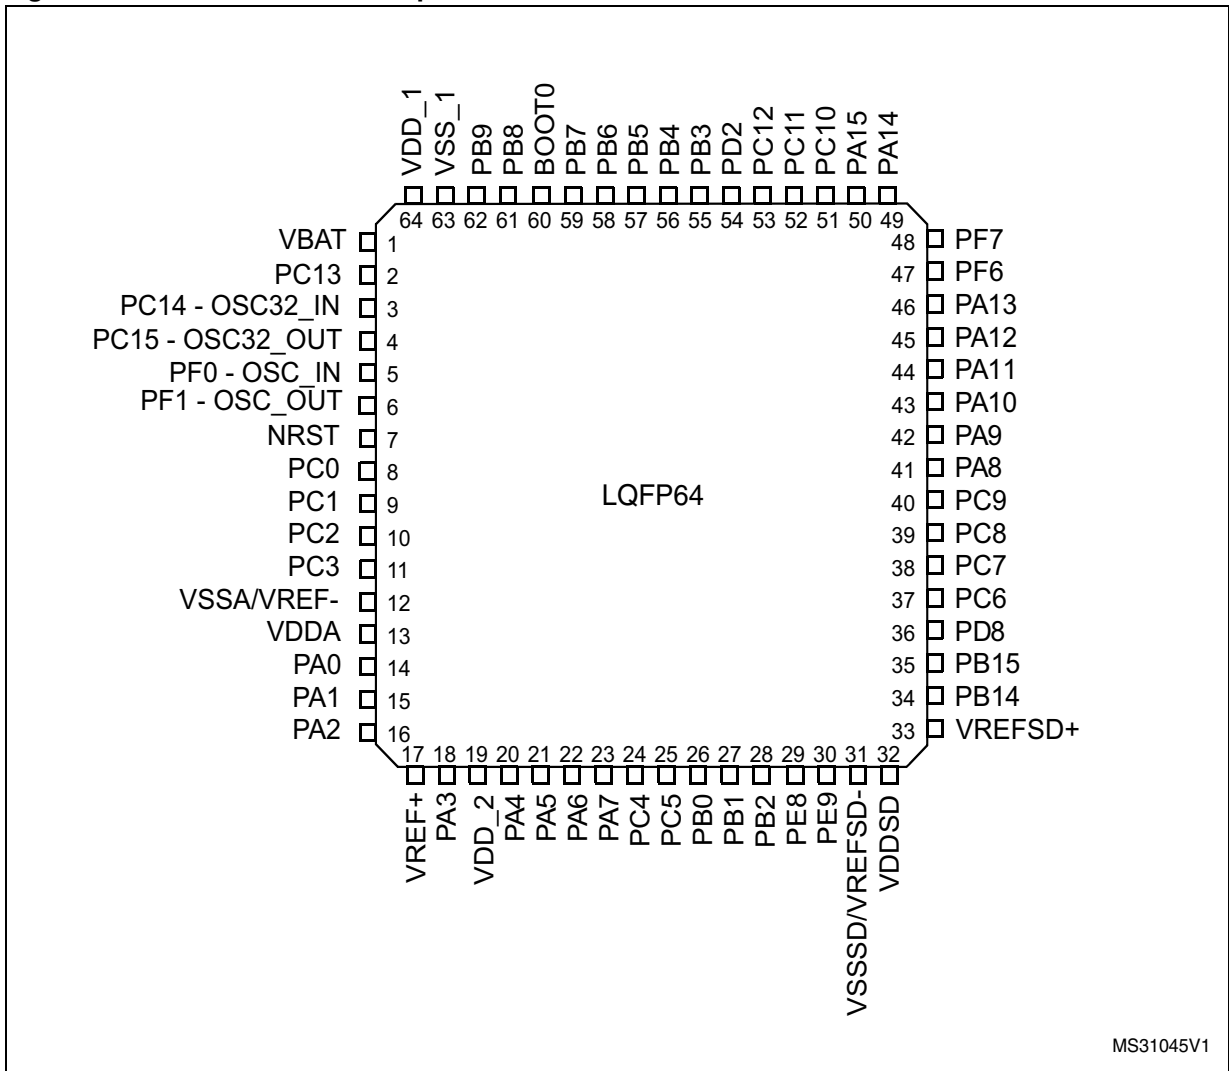 VDD_1
VSS_1
PB9
PB8
BOOT0
PB7
PB6
PB5
PB4
PB3
PD2
PC12
PC11
PC10
PA15
PA14
64 63 62 61 60 59 58 57 56 55 54 53 52 51 50 49
VBAT 1
PC13 2
PC14 - OSC32_IN 3
PC15 - OSC32_OUT 4
PF0 - OSC_IN 5
PF1 - OSC_OUT 6
NRST 7
PC0 8
PC1 9
PC2 10
PC3 11
VSSA/VREF- 12
VDDA 13
PA0 14
PA1 15
PA2 16
LQFP64
48 PF7
47 PF6
46 PA13
45 PA12
44 PA11
43 PA10
42 PA9
41 PA8
40 PC9
39 PC8
38 PC7
37 PC6
36 PD8
35 PB15
34 PB14
33 VREFSD+
17 18 19 20 21 22 23 24 25 26 27 28 29 30 31 32
VREF+
PA3
VDD_2
PA4
PA5
PA6
PA7
PC4
PC5
PB0
PB1
PB2
PE8
PE9
VSSSD/VREFSD-
VDDSD
MS31045V1